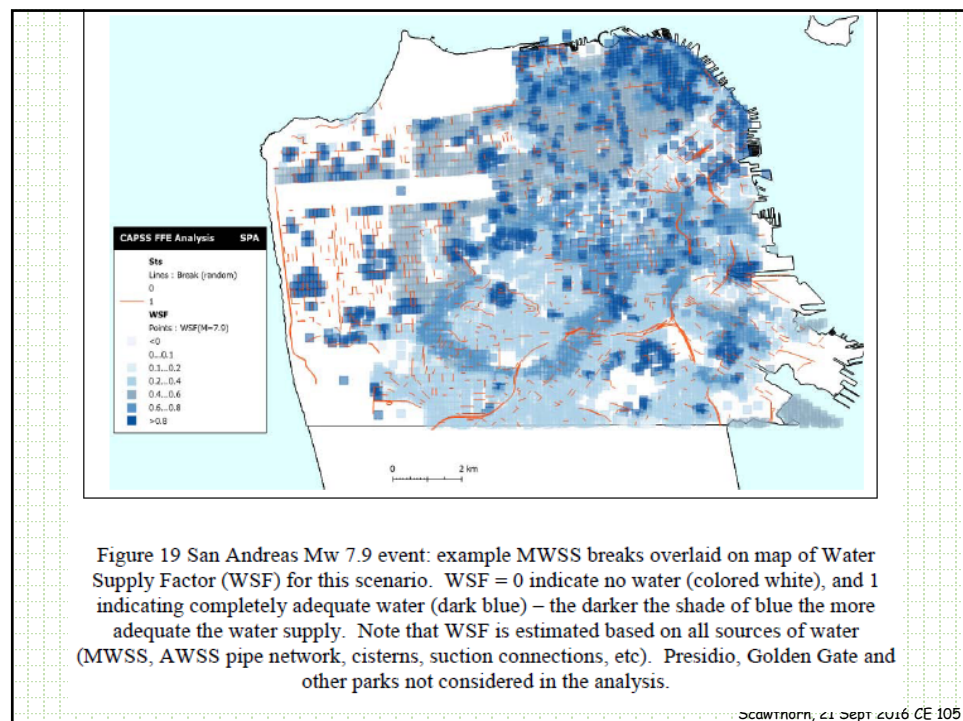 CAPSS FFE Analysis SPA
Sts
Lines : Break (random)
0
1
WSF
Points : WSF(M=7.9)
<0
0...0.1
0.1...0.2
0.2...0.4
0.4...0.6
0.6...0.8
>0.8
0 2 km
Figure 19 San Andreas Mw 7.9 event: example MWSS breaks overlaid on map of Water
Supply Factor (WSF) for this scenario. WSF = 0 indicate no water (colored white), and 1
indicating completely adequate water (dark blue) – the darker the shade of blue the more
adequate the water supply. Note that WSF is estimated based on all sources of water
(MWSS, AWSS pipe network, cisterns, suction connections, etc). Presidio, Golden Gate and
other parks not considered in the analysis.
Scawthorn, 21 Sept 2016 CE 105